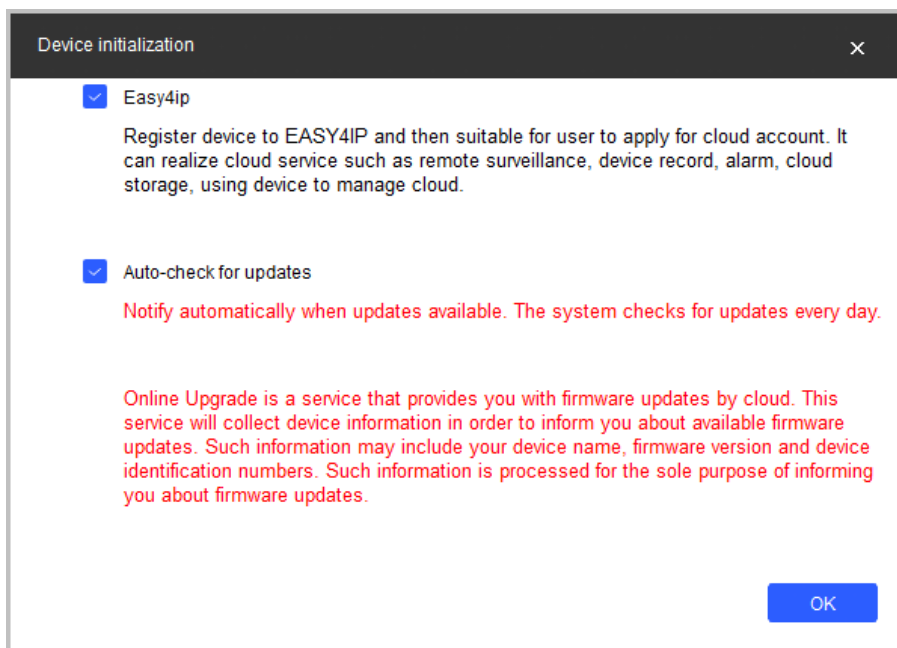 Device initialization
Easy4ip
Register device to EASY4IP and then suitable for user to apply for cloud account. It
can realize cloud service such as remote surveillance, device record, alarm, cloud
storage, using device to manage cloud.
Auto-check for updates
Notify automatically when updates available. The system checks for updates every day.
Online Upgrade is a service that provides you with firmware updates by cloud. This
service will collect device information in order to inform you about available firmware
updates. Such information may include your device name, firmware version and device
identification numbers. Such information is processed for the sole purpose of informing
you about firmware updates.
OK